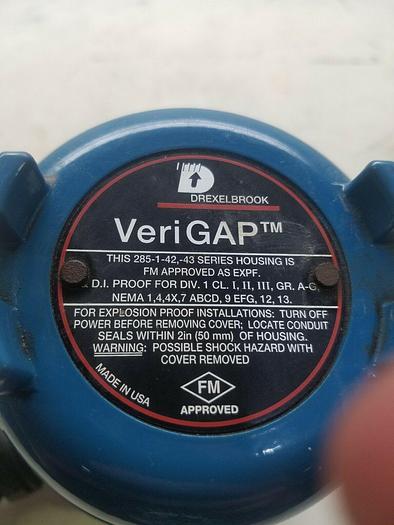 DREXELBROOK
VeriGAP™
THIS 285-1-42,-43 SERIES HOUSING IS
FM APPROVED AS EXPF.
D.I. PROOF FOR DIV. 1 CL. I, II, III, GR. A-G,
NEMA 1,4,4X,7 ABCD, 9 EFG, 12, 13.
FOR EXPLOSION PROOF INSTALLATIONS: TURN OFF
POWER BEFORE REMOVING COVER; LOCATE CONDUIT
SEALS WITHIN 2in (50 mm) OF HOUSING.
WARNING: POSSIBLE SHOCK HAZARD WITH
COVER REMOVED
MADE IN USA
FM
APPROVED